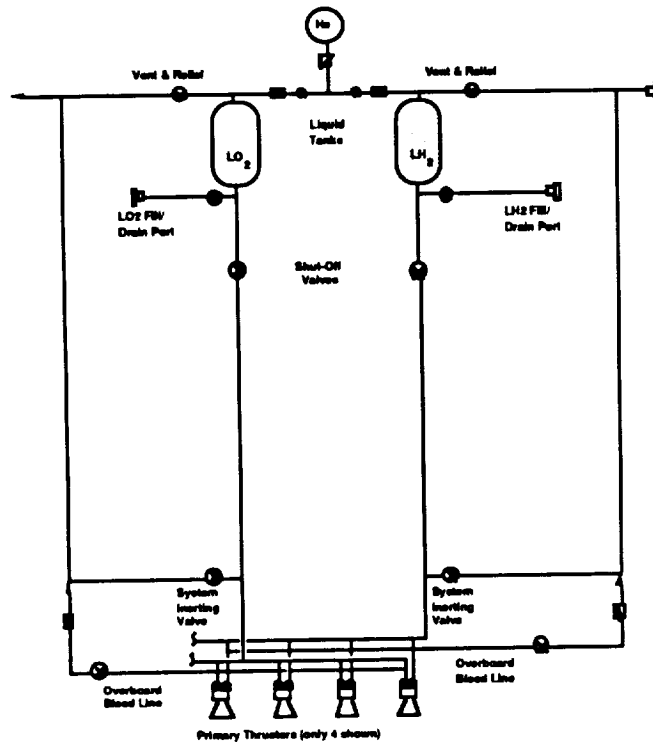 He
Vent & Relief
Vent & Relief
Liquid
Tanks
LO2
LH2
LO2 Fill/
Drain Port
LH2 Fill/
Drain Port
Shut-Off
Valves
System
Inerting
Valve
System
Inerting
Valve
Overboard
Bleed Line
Overboard
Bleed Line
Primary Thrusters (only 4 shown)